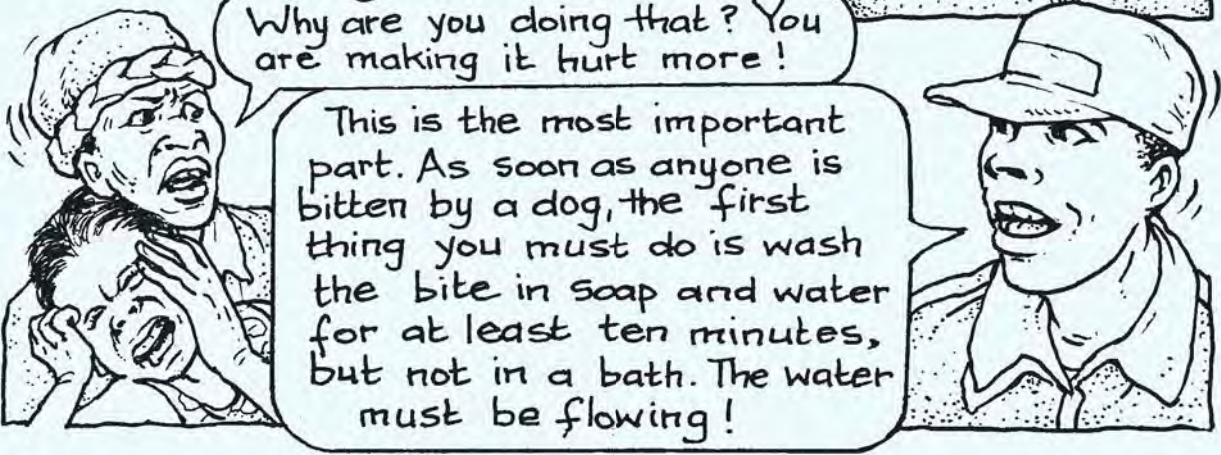 Why are you doing that? You
are making it hurt more!
This is the most important
part. As soon as anyone is
bitten by a dog, the first
thing you must do is wash
the bite in soap and water
for at least ten minutes,
but not in a bath. The water
must be flowing!